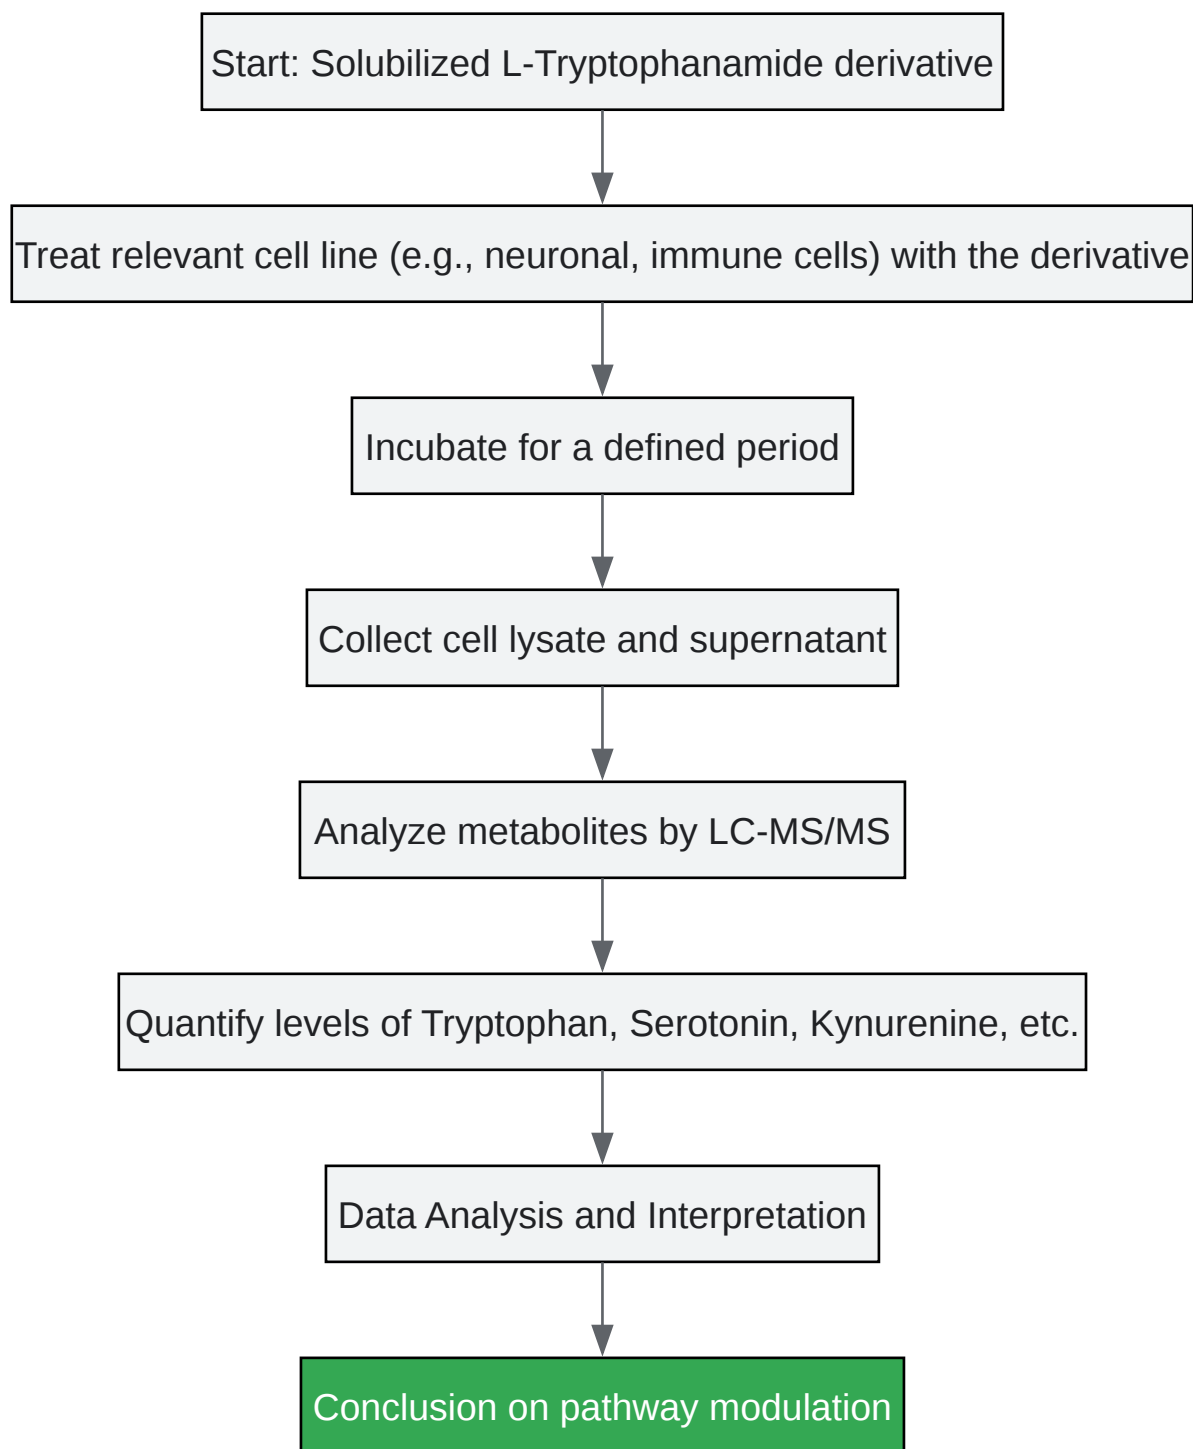 Start: Solubilized L-Tryptophanamide derivative
Treat relevant cell line (e.g., neuronal, immune cells) with the derivative
Incubate for a defined period
Collect cell lysate and supernatant
Analyze metabolites by LC-MS/MS
Quantify levels of Tryptophan, Serotonin, Kynurenine, etc.
Data Analysis and Interpretation
Conclusion on pathway modulation